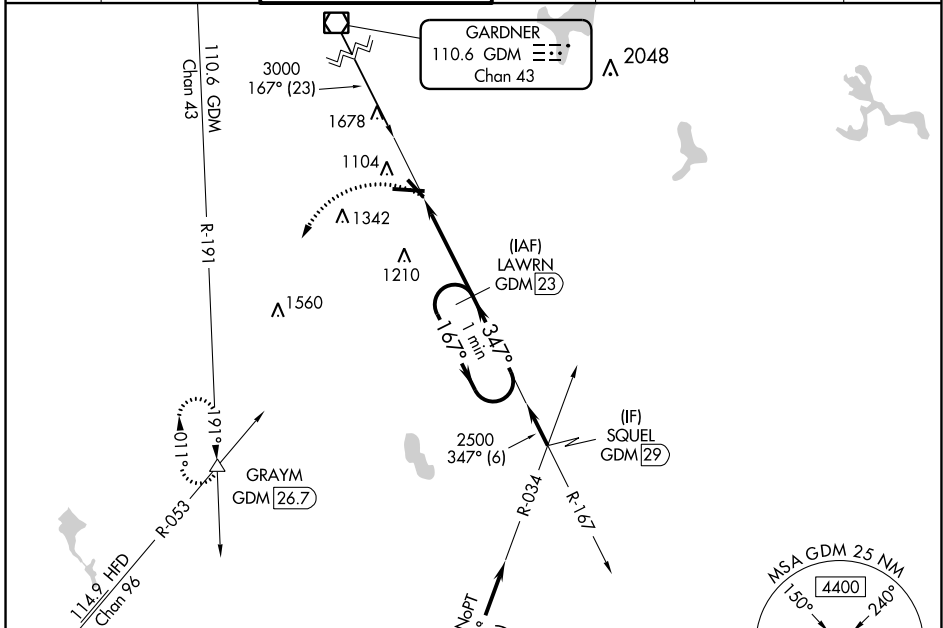 GARDNER
110.6 GDM
Chan 43
2048
3000
167° (23)
110.6 GDM
Chan 43
1678
1104
1342
R-191
1210
(IAF)
LAWRN
GDM 23
1560
347°
1 min
167°
191°
011°
(IF)
SQUEL
GDM 29
2500
347° (6)
GRAYM
GDM 26.7
R-034
R-167
R-053
114.9 HFD
Chan 96
NoPT
MSA GDM 25 NM
4400
150°
240°